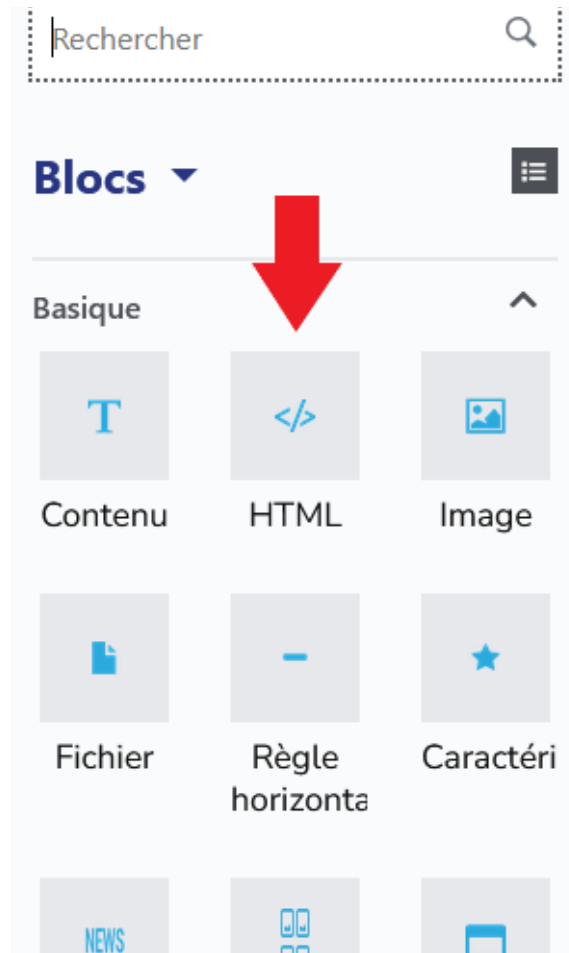 Rechercher
Blocs
Basique
T
</>
Contenu
HTML
Image
Fichier
Règle
horizonta
Caractéri
NEWS